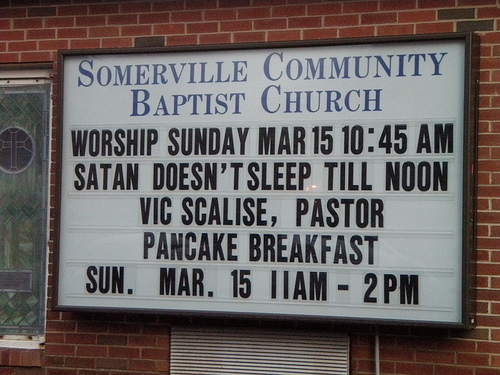 SOMERVILLE COMMUNITY
BAPTIST CHURCH
WORSHIP SUNDAY MAR 15 10:45 AM
SATAN DOESN'T SLEEP TILL NOON
VIC SCALISE, PASTOR
PANCAKE BREAKFAST
SUN. MAR. 15 11AM - 2PM